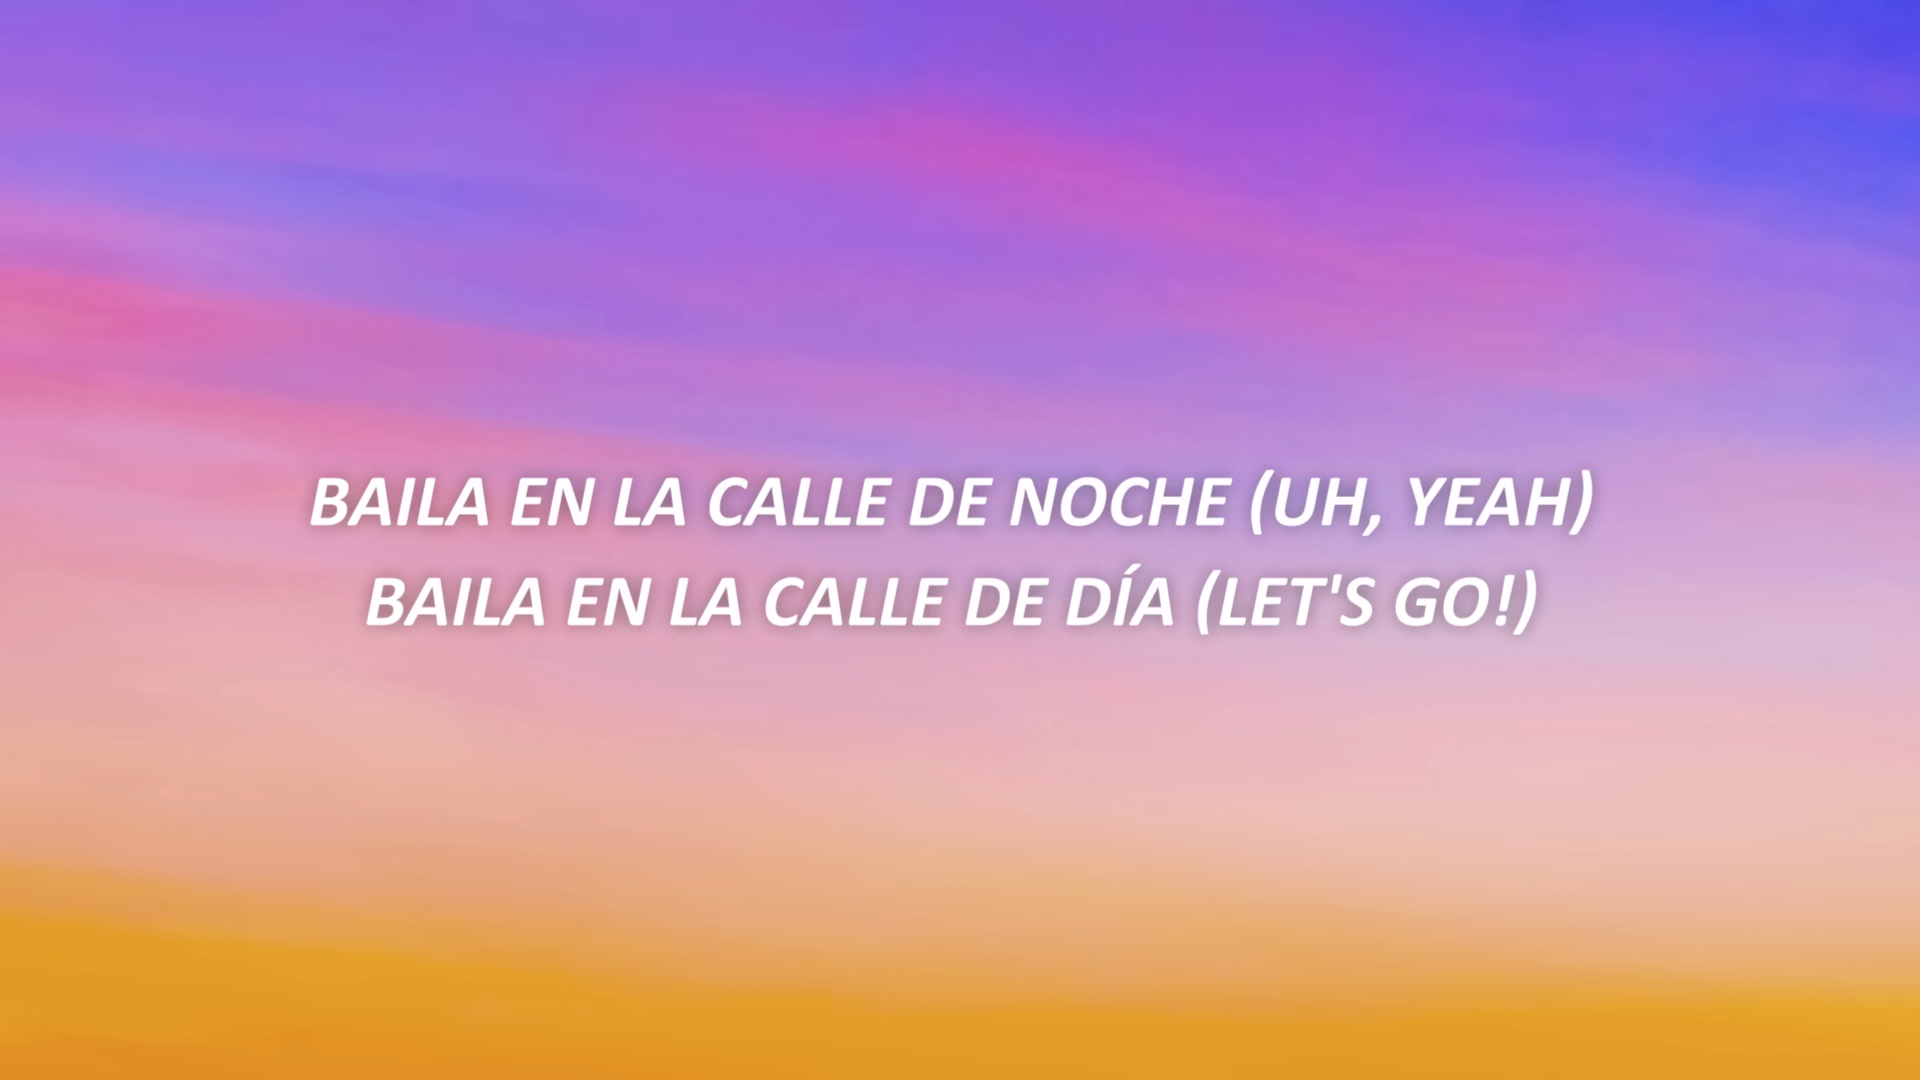 BAILA EN LA CALLE DE NOCHE (UH, YEAH)
BAILA EN LA CALLE DE DÍA (LET'S GO!)